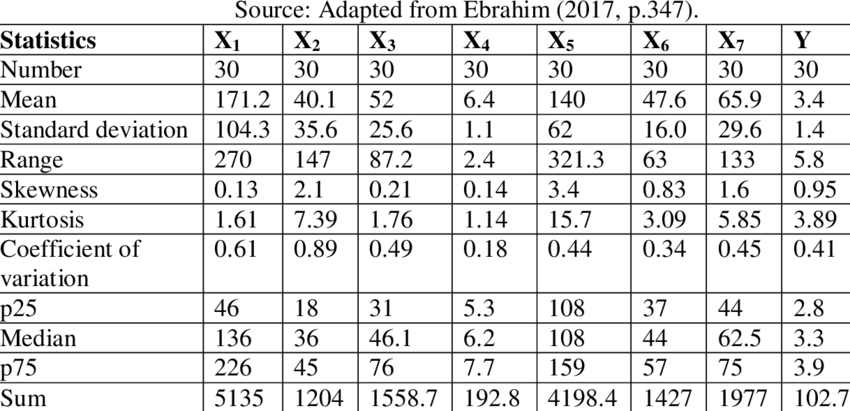 Source: Adapted from Ebrahim (2017, p.347).
Statistics X₁ X₂ X₃ X₄ X₅ X₆ X₇ Y
Number 30 30 30 30 30 30 30 30
Mean 171.2 40.1 52 6.4 140 47.6 65.9 3.4
Standard deviation 104.3 35.6 25.6 1.1 62 16.0 29.6 1.4
Range 270 147 87.2 2.4 321.3 63 133 5.8
Skewness 0.13 2.1 0.21 0.14 3.4 0.83 1.6 0.95
Kurtosis 1.61 7.39 1.76 1.14 15.7 3.09 5.85 3.89
Coefficient of 0.61 0.89 0.49 0.18 0.44 0.34 0.45 0.41
variation
p25 46 18 31 5.3 108 37 44 2.8
Median 136 36 46.1 6.2 108 44 62.5 3.3
p75 226 45 76 7.7 159 57 75 3.9
Sum 5135 1204 1558.7 192.8 4198.4 1427 1977 102.7